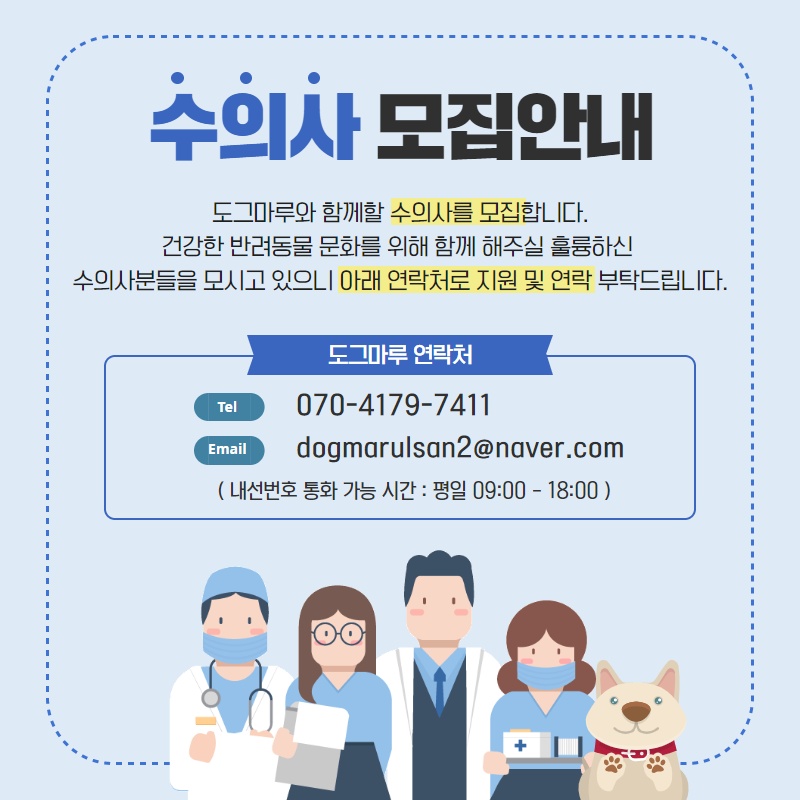 수의사 모집안내
도그마루와 함께할 수의사를 모집합니다.
건강한 반려동물 문화를 위해 함께 해주실 훌륭하신
수의사분들을 모시고 있으니 아래 연락처로 지원 및 연락 부탁드립니다.
도그마루 연락처
Tel 070-4179-7411
Email dogmarulsan2@naver.com
( 내선번호 통화 가능 시간 : 평일 09:00 - 18:00 )